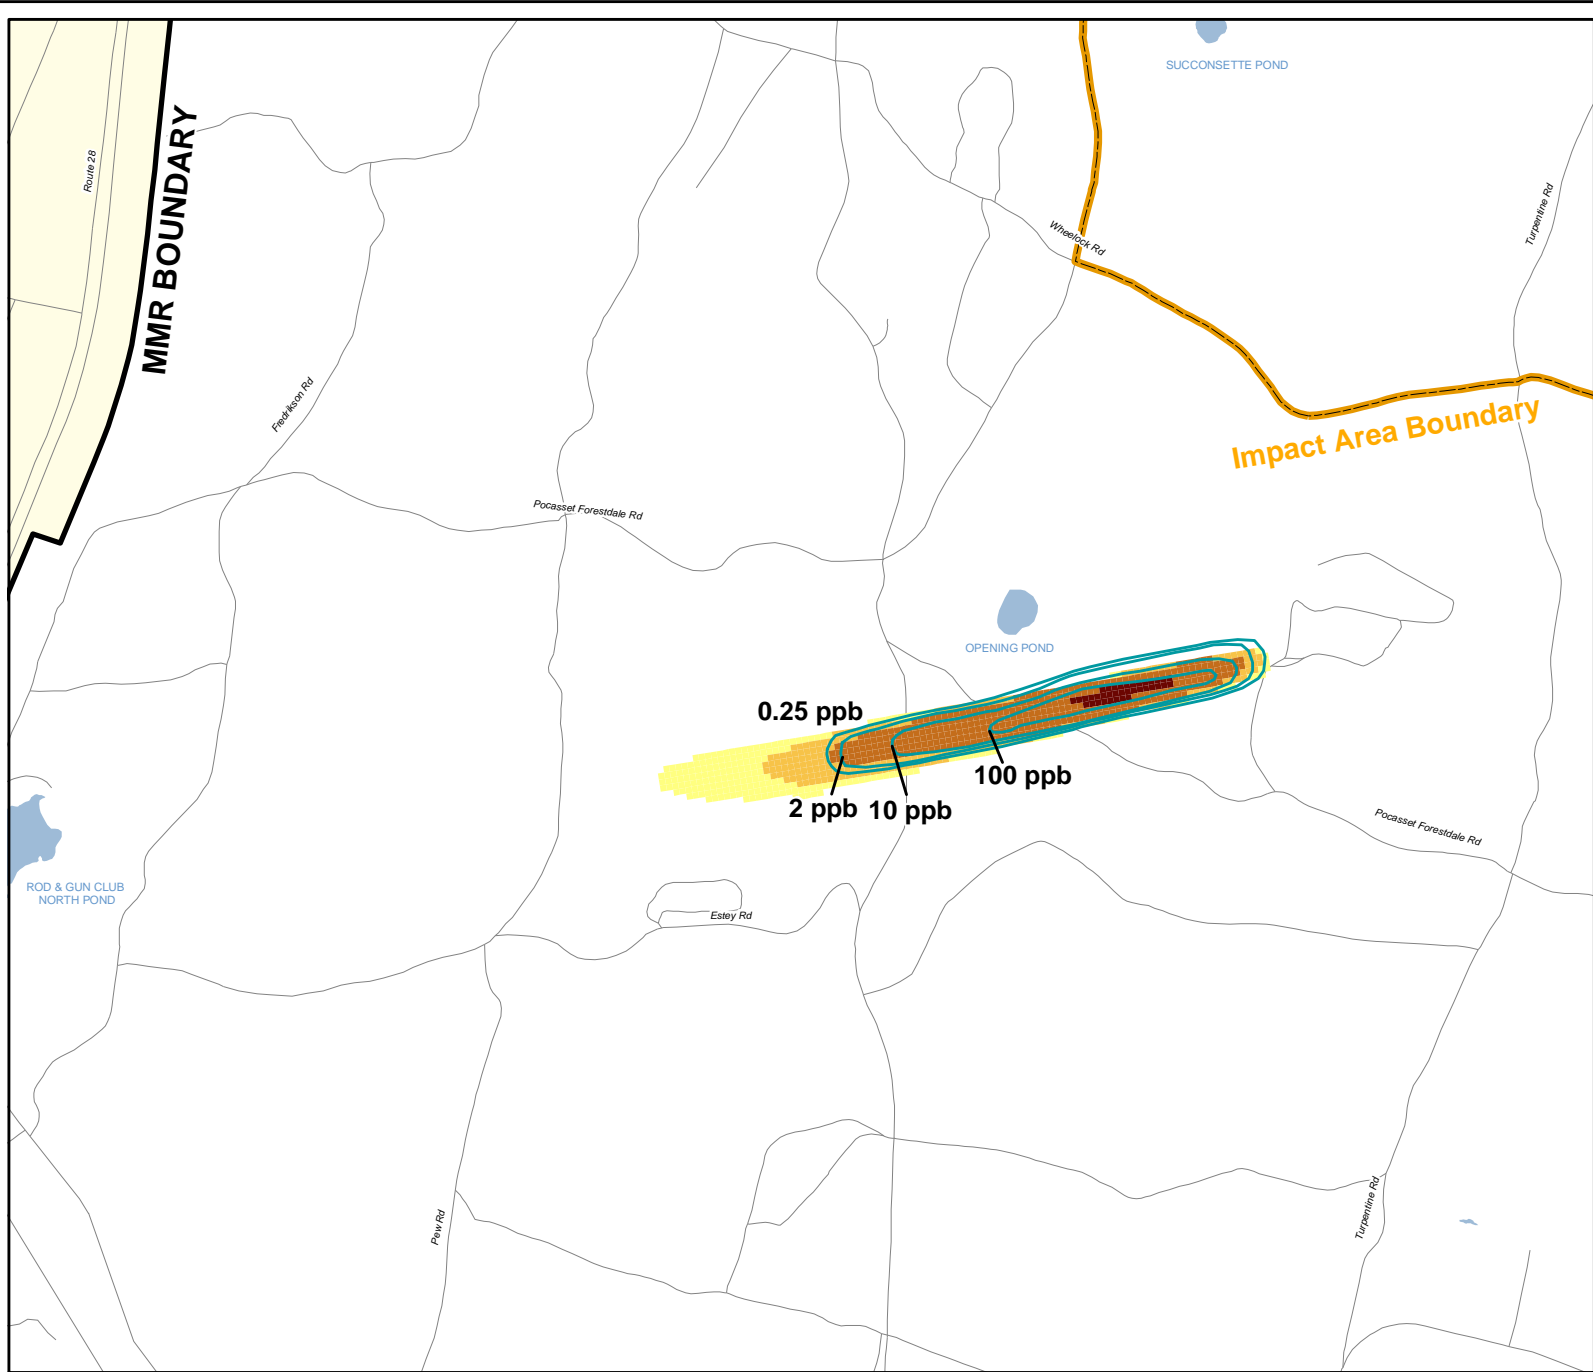 SUCCONSETTE POND
Route 28
MMR BOUNDARY
Turpentine Rd
Wheelock Rd
Fredrikson Rd
Impact Area Boundary
Pocasset Forestdale Rd
OPENING POND
0.25 ppb
100 ppb
2 ppb
10 ppb
Pocasset Forestdale Rd
ROD & GUN CLUB
NORTH POND
Estey Rd
Pew Rd
Turpentine Rd